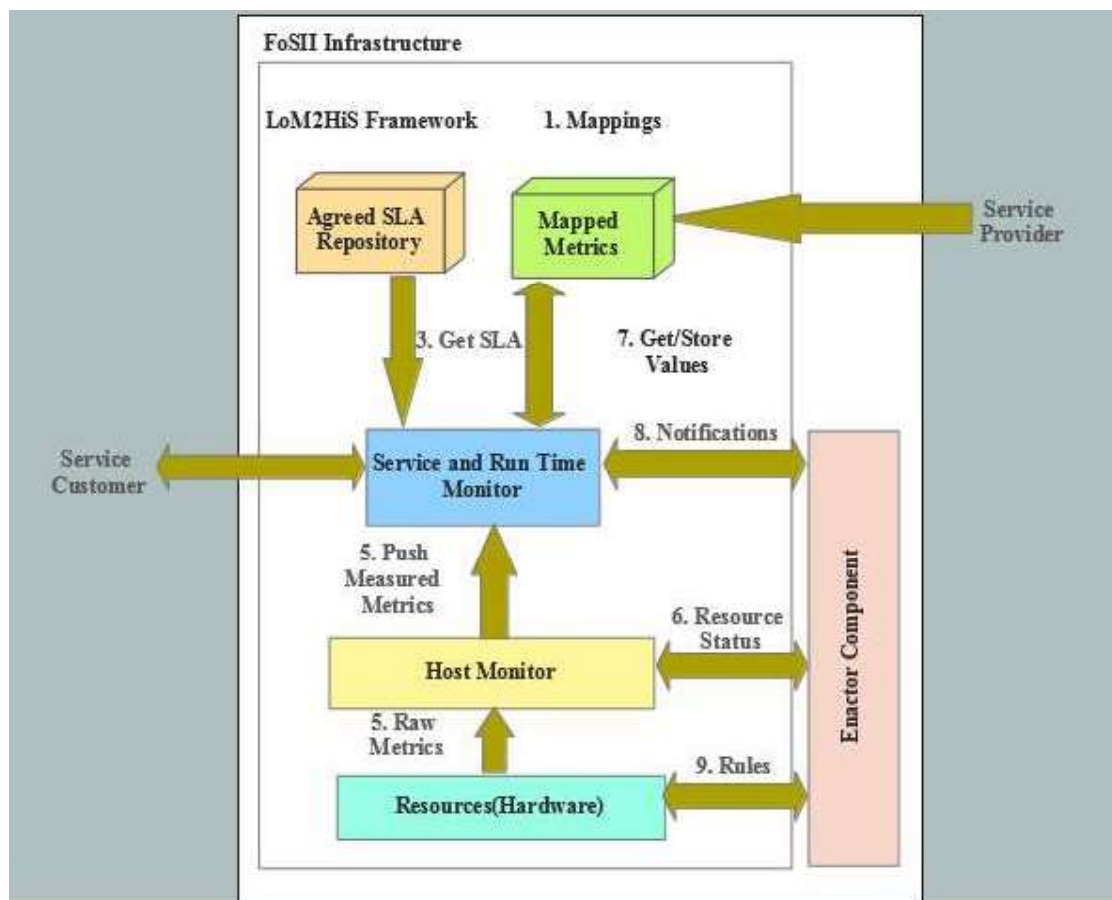 FoSII Infrastructure
LoM2HiS Framework
1. Mappings
Agreed SLA
Repository
Mapped
Metrics
Service
Provider
3. Get SLA
7. Get/Store
Values
8. Notifications
Service
Customer
Service and Run Time
Monitor
5. Push
Measured
Metrics
6. Resource
Status
Host Monitor
Enactor Component
5. Raw
Metrics
9. Rules
Resources(Hardware)